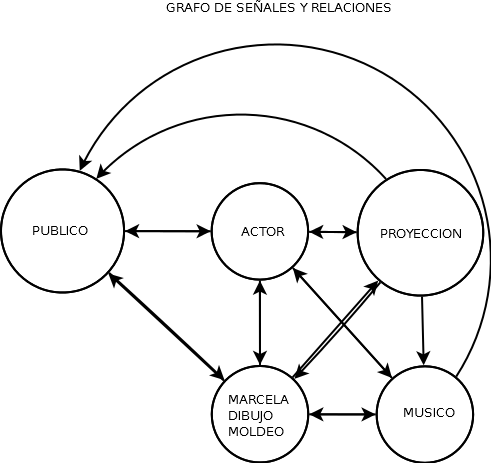 GRAFO DE SEÑALES Y RELACIONES
PUBLICO
ACTOR
PROYECCION
MARCELA
DIBUJO
MOLDEO
MUSICO